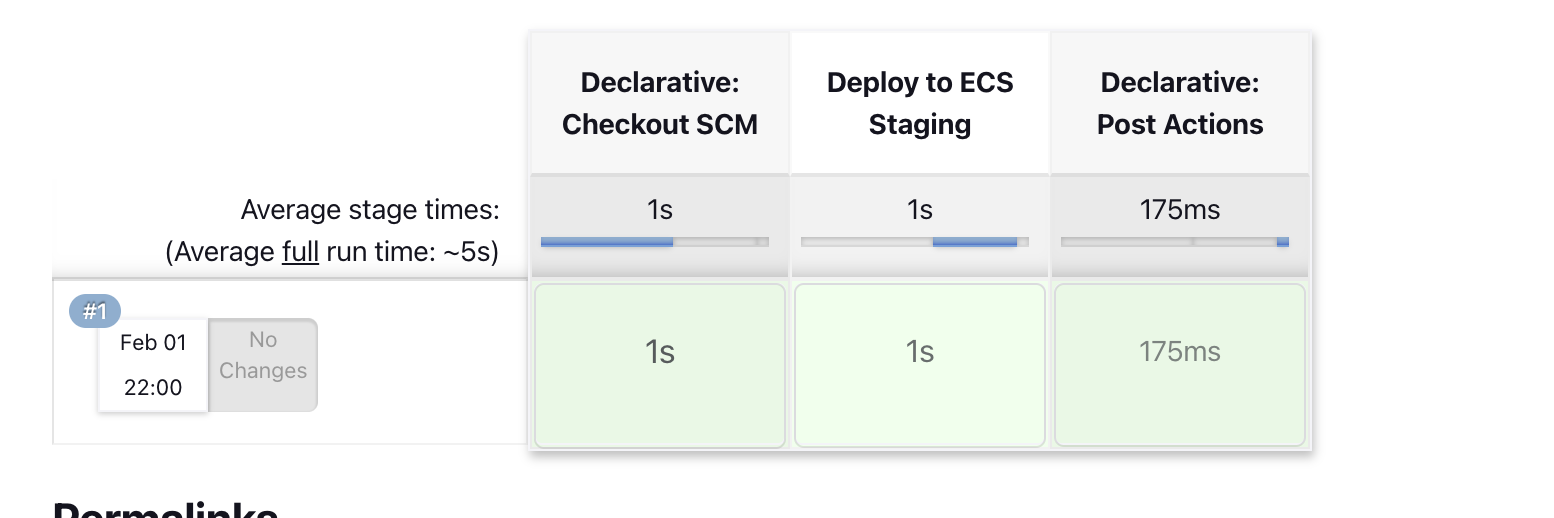 Declarative:
Checkout SCM
Deploy to ECS
Staging
Declarative:
Post Actions
Average stage times:
(Average full run time: ~5s)
1s
1s
175ms
#1
Feb 01
22:00
No
Changes
1s
1s
175ms
Permalinks